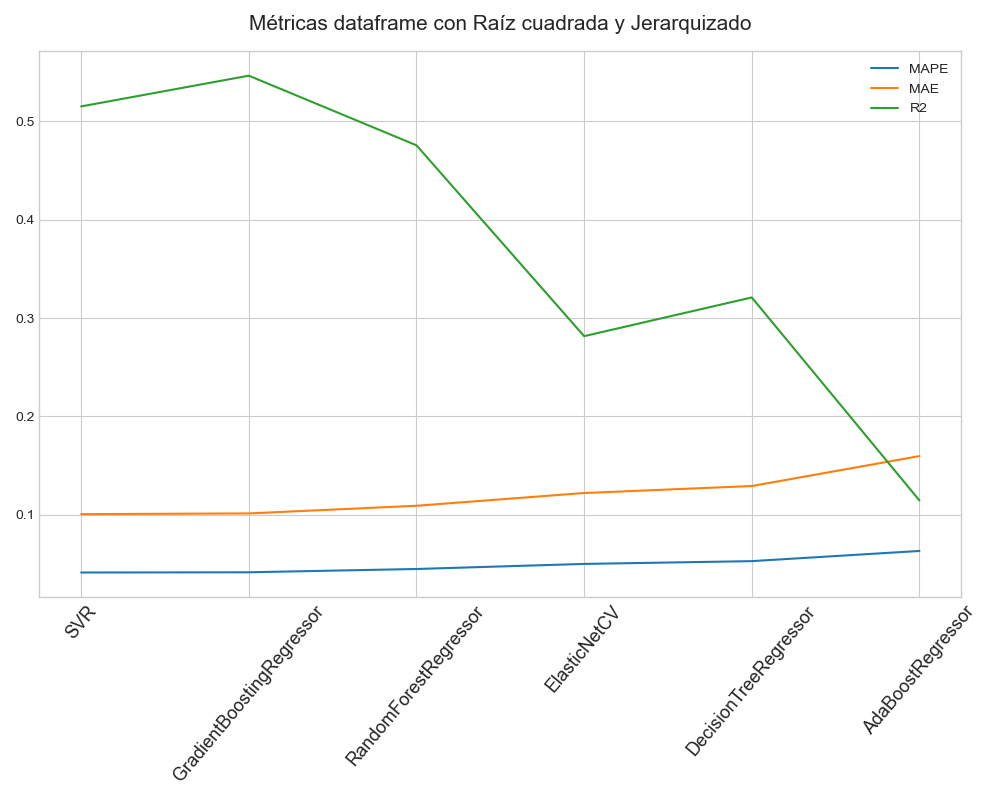 Métricas dataframe con Raíz cuadrada y Jerarquizado
MAPE
MAE
R2
0.5
0.4
0.3
0.2
0.1
SVR
GradientBoostingRegressor
RandomForestRegressor
ElasticNetCV
DecisionTreeRegressor
AdaBoostRegressor